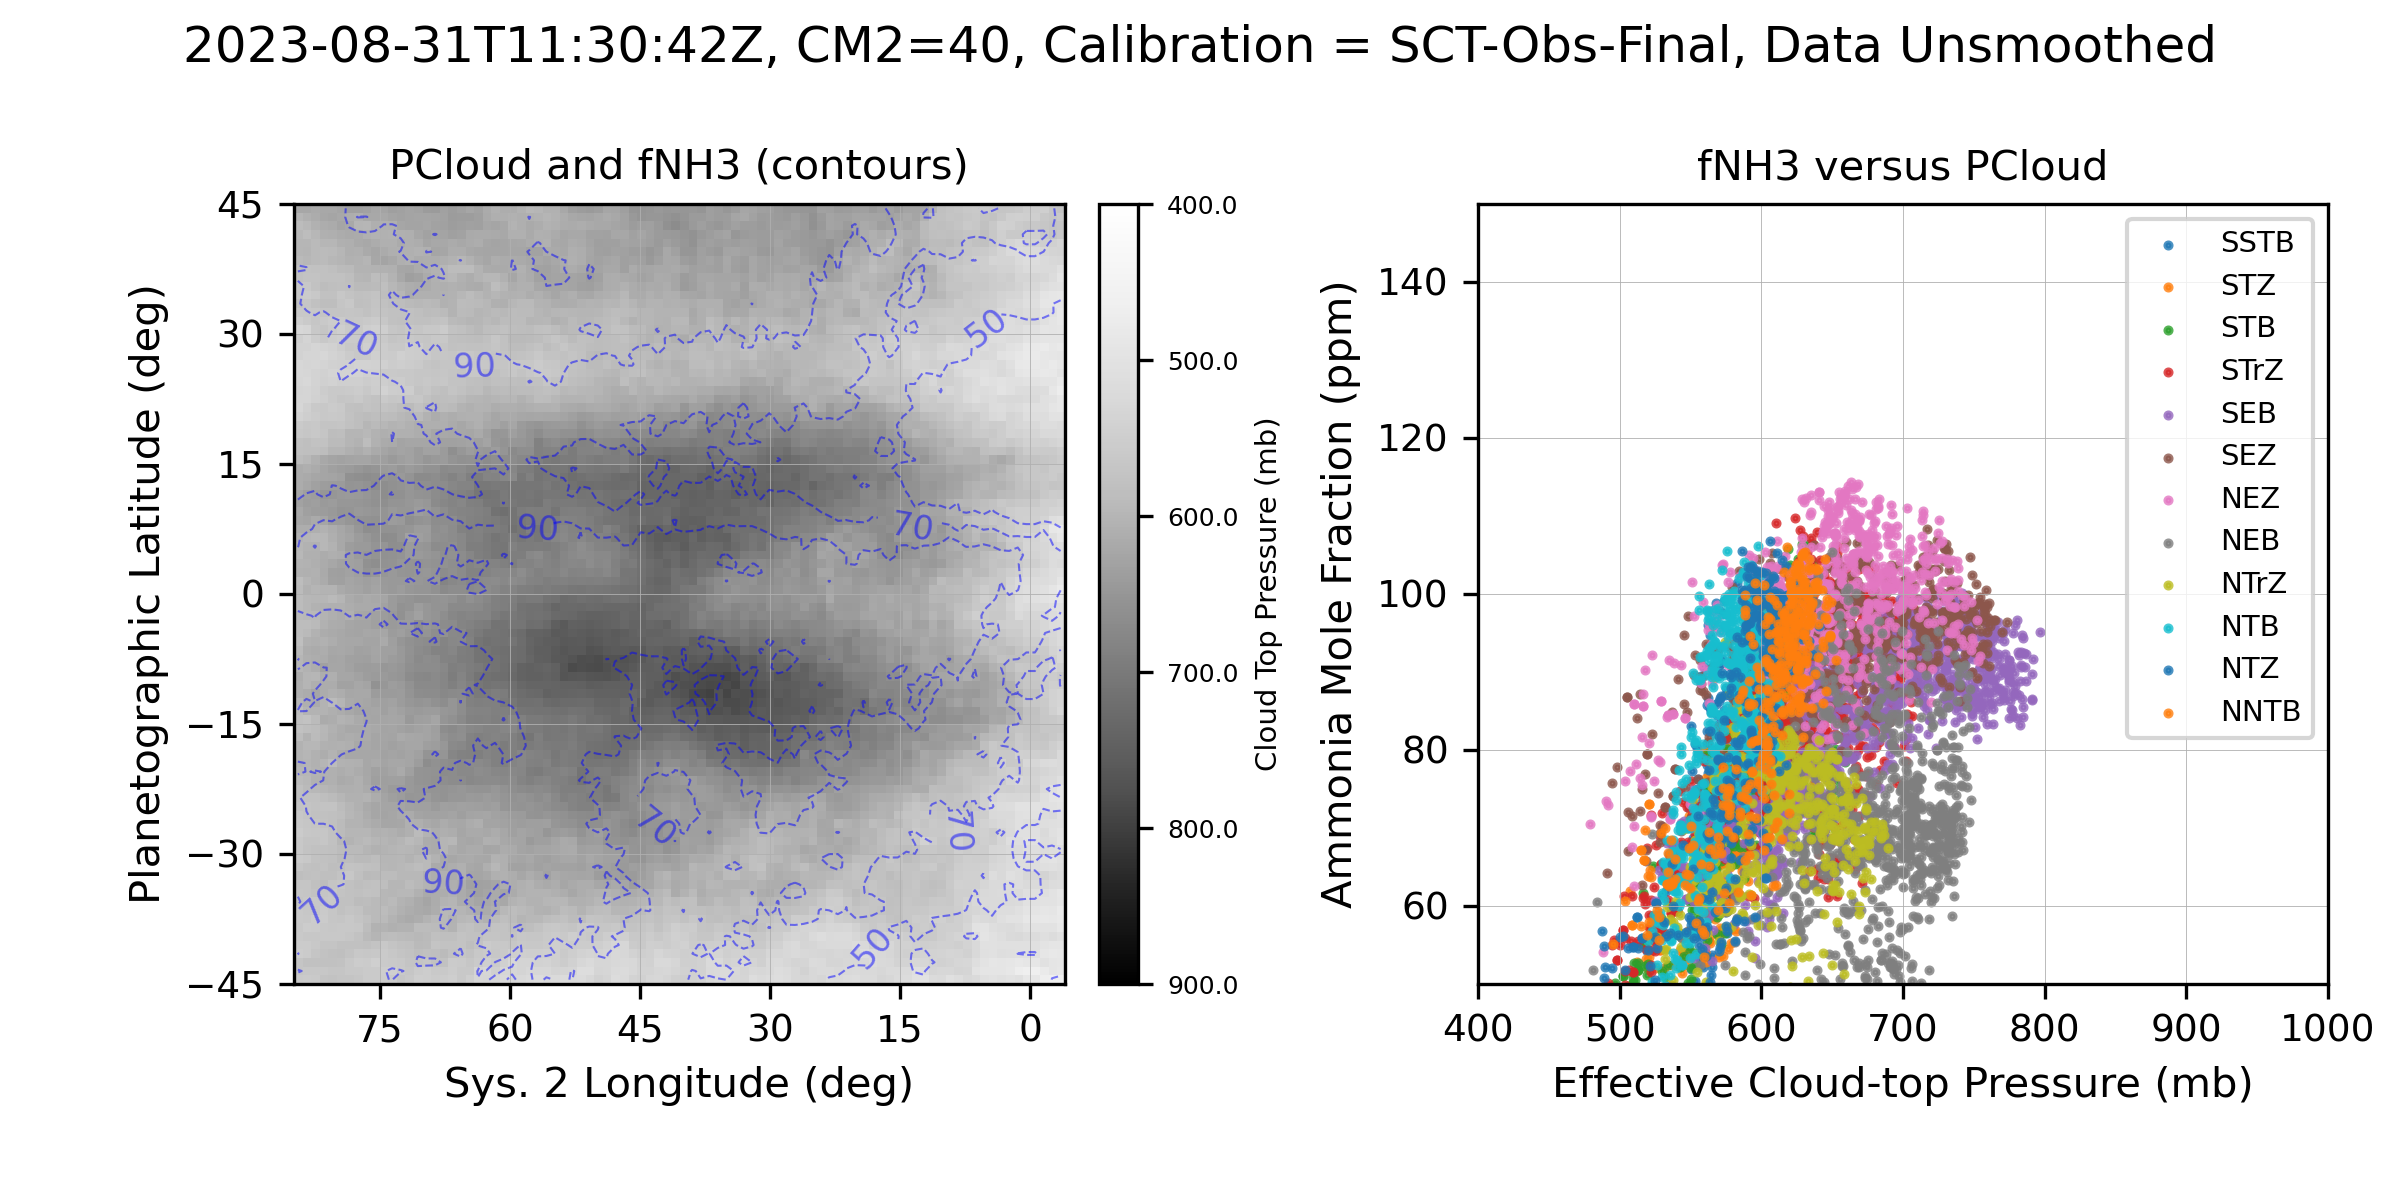 2023-08-31T11:30:42Z, CM2=40, Calibration = SCT-Obs-Final, Data Unsmoothed
PCloud and fNH3 (contours)
Planetographic Latitude (deg)
45
30
15
0
−15
−30
−45
75
60
45
30
15
0
Sys. 2 Longitude (deg)
70
90
50
90
70
70
70
90
70
50
400.0
500.0
600.0
700.0
800.0
900.0
Cloud Top Pressure (mb)
fNH3 versus PCloud
Ammonia Mole Fraction (ppm)
140
120
100
80
60
400
500
600
700
800
900
1000
Effective Cloud-top Pressure (mb)
SSTB
STZ
STB
STrZ
SEB
SEZ
NEZ
NEB
NTrZ
NTB
NTZ
NNTB